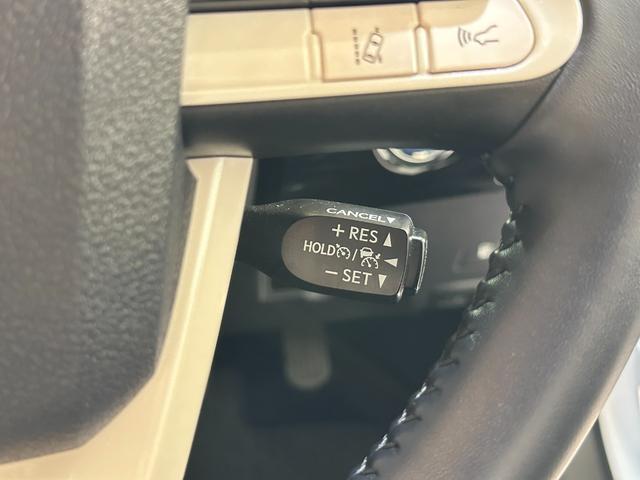 CANCEL▼
+RES▲
HOLD / ◄
−SET▼